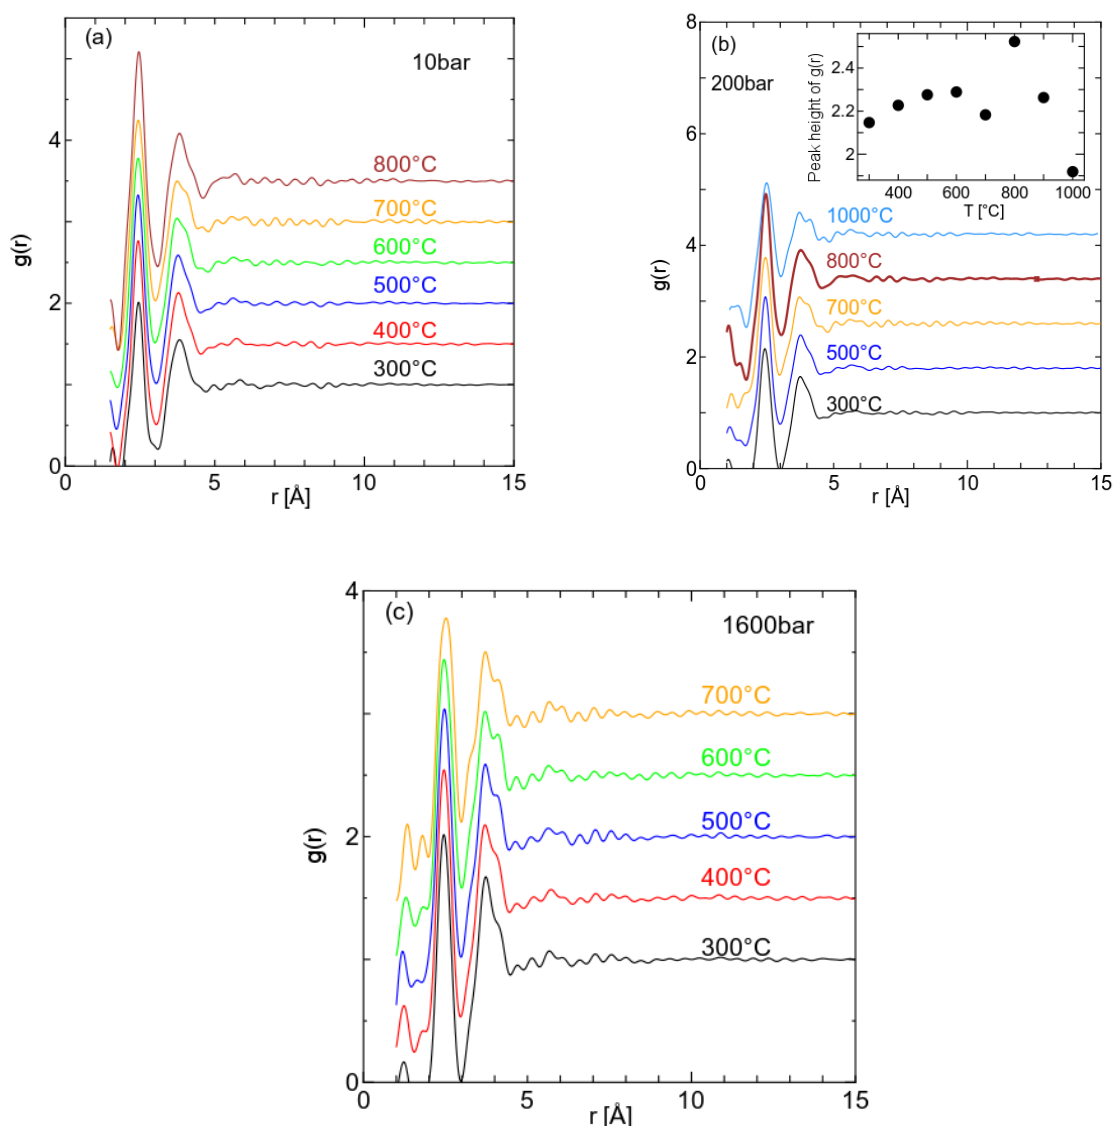 (a)
10bar
800°C
700°C
600°C
500°C
400°C
300°C
g(r)
4
2
0
0
5
10
15
r [Å]
(b)
200bar
1000°C
800°C
700°C
500°C
300°C
g(r)
8
6
4
2
0
0
5
10
15
r [Å]
Peak height of g(r)
2.4
2.2
2
400
600
800
1000
T [°C]
(c)
1600bar
700°C
600°C
500°C
400°C
300°C
g(r)
4
2
0
0
5
10
15
r [Å]